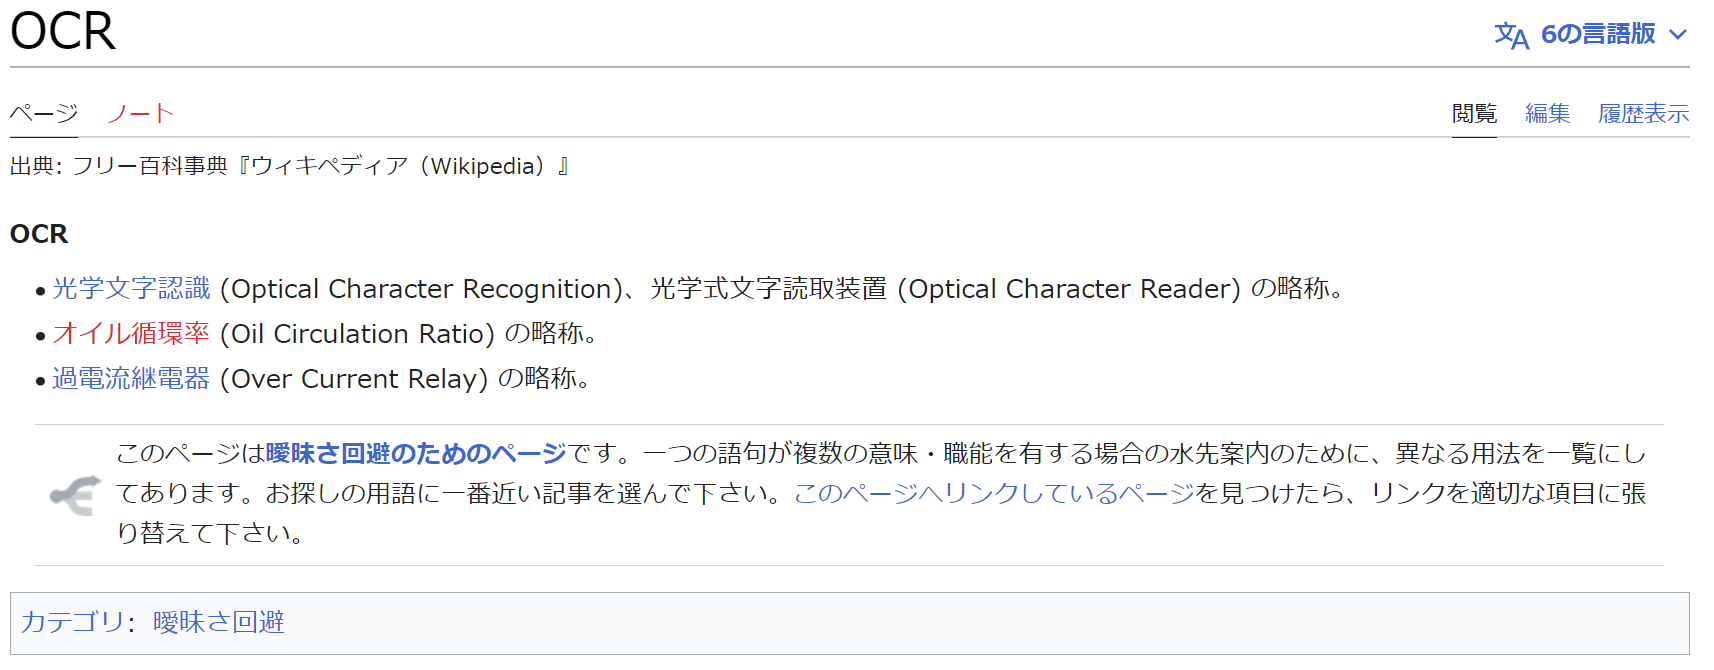 OCR
6の言語版
ページ ノート 閲覧 編集 履歴表示
出典: フリー百科事典『ウィキペディア（Wikipedia）』
OCR
• 光学文字認識 (Optical Character Recognition)、光学式文字読取装置 (Optical Character Reader) の略称。
• オイル循環率 (Oil Circulation Ratio) の略称。
• 過電流継電器 (Over Current Relay) の略称。
このページは曖昧さ回避のためのページです。一つの語句が複数の意味・職能を有する場合の水先案内のために、異なる用法を一覧にし
てあります。お探しの用語に一番近い記事を選んで下さい。このページへリンクしているページを見つけたら、リンクを適切な項目に張
り替えて下さい。
カテゴリ: 曖昧さ回避